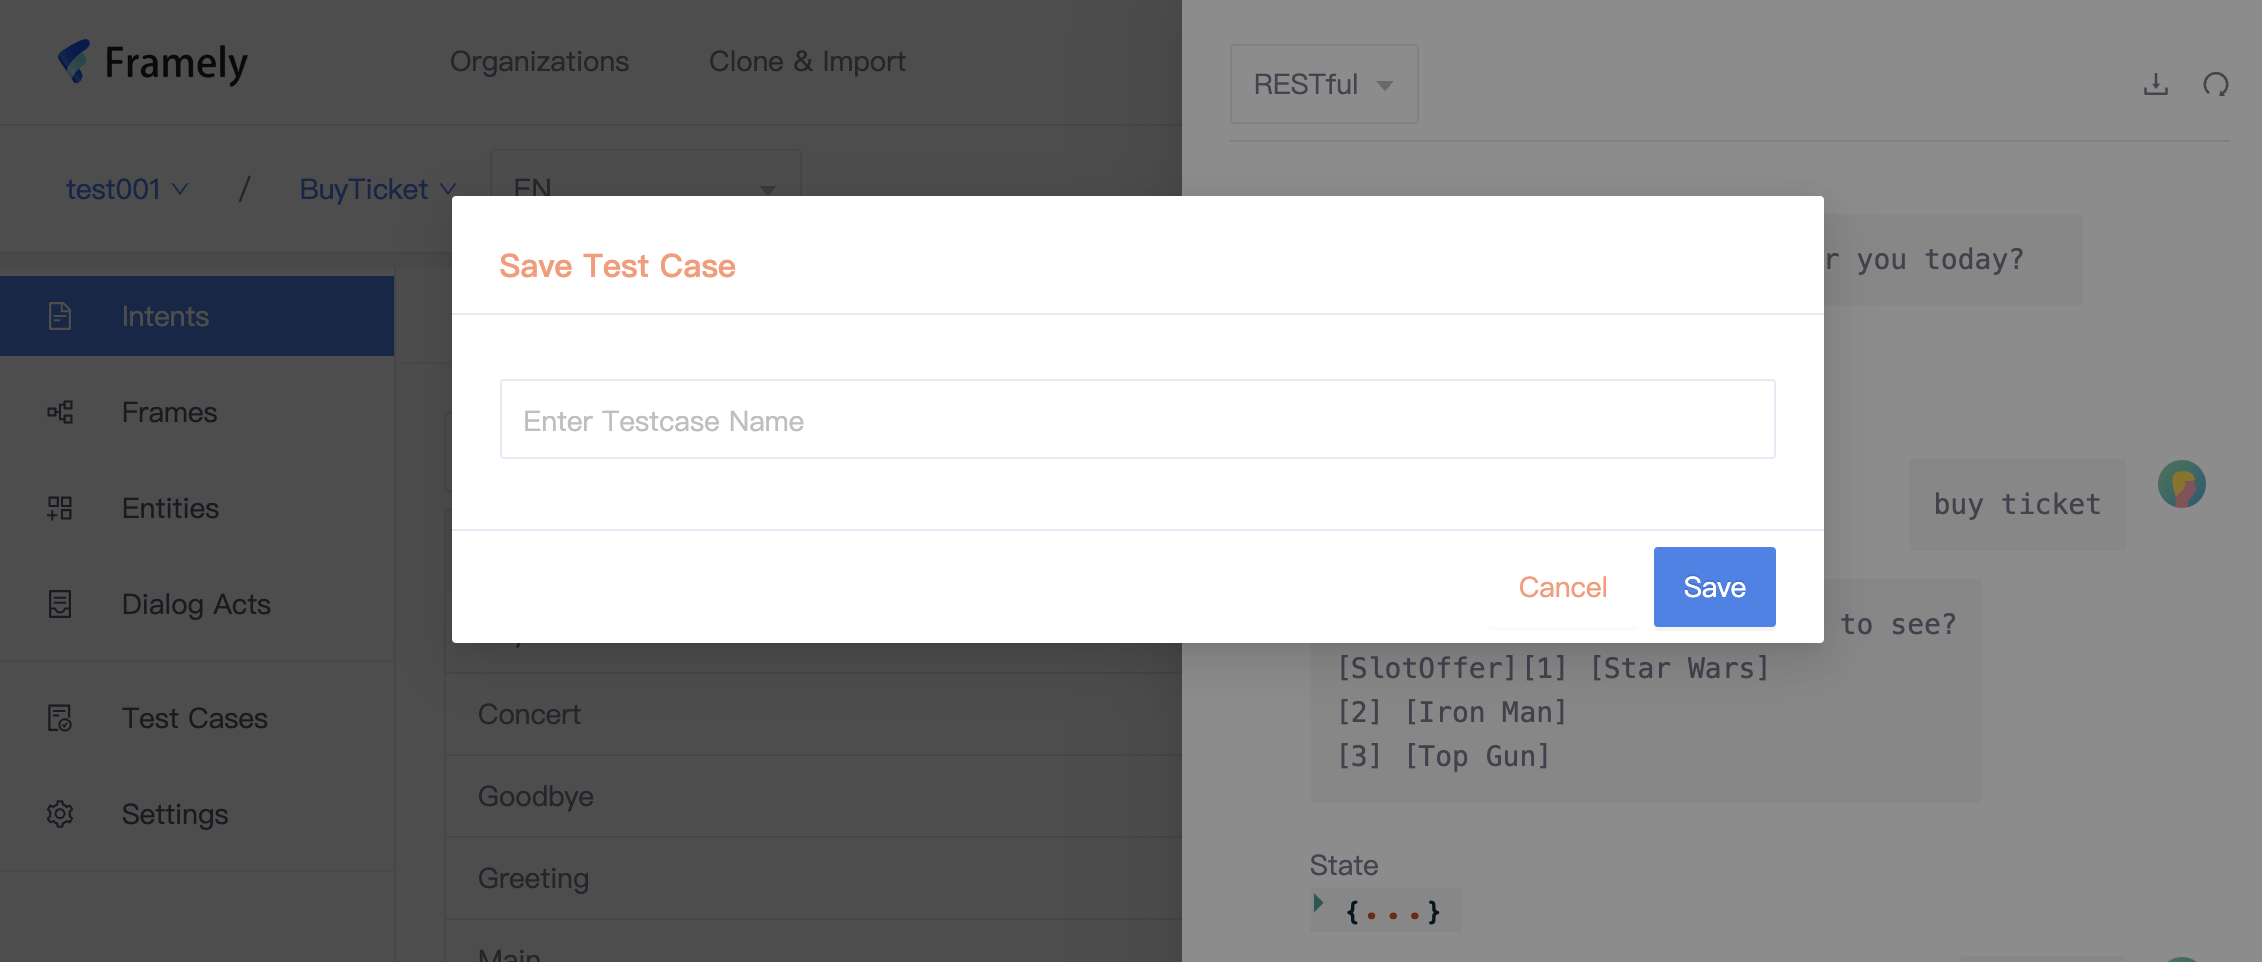 Framely
Organizations
Clone & Import
RESTful
test001
/
BuyTicket
EN
Save Test Case
r you today?
Intents
Frames
Enter Testcase Name
Entities
buy ticket
Dialog Acts
Cancel
Save
to see?
[SlotOffer][1] [Star Wars]
[2] [Iron Man]
[3] [Top Gun]
Test Cases
Concert
Settings
Goodbye
State
Greeting
{...}
Main